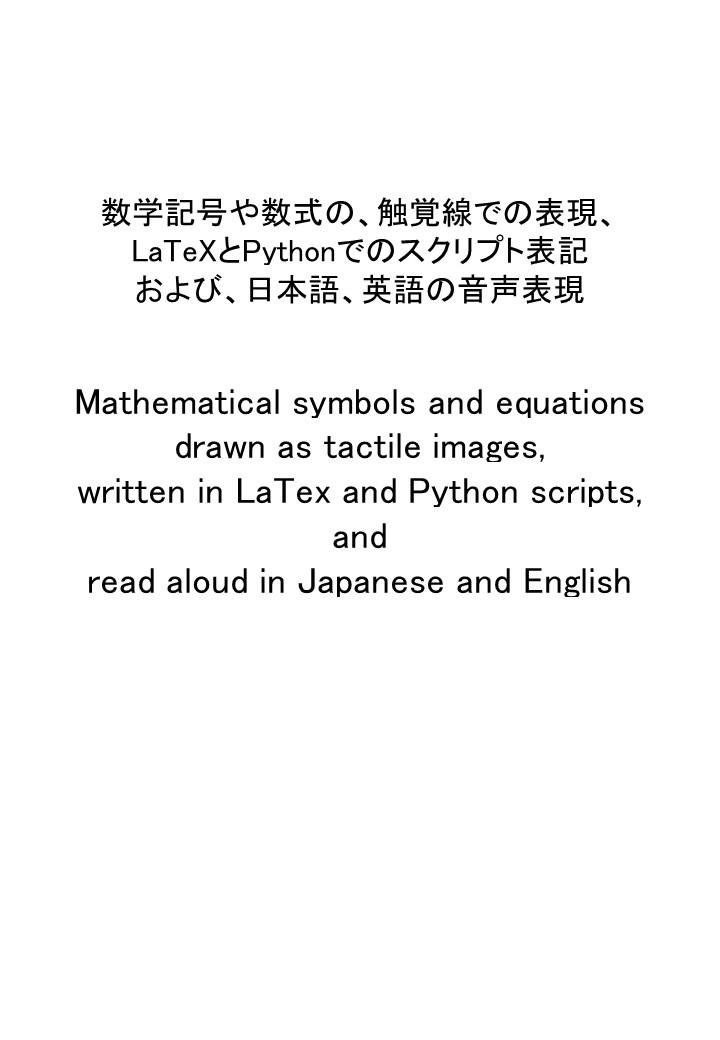 数学記号や数式の、触覚線での表現、
LaTeXとPythonでのスクリプト表記
および、日本語、英語の音声表現
Mathematical symbols and equations
drawn as tactile images,
written in LaTex and Python scripts,
and
read aloud in Japanese and English